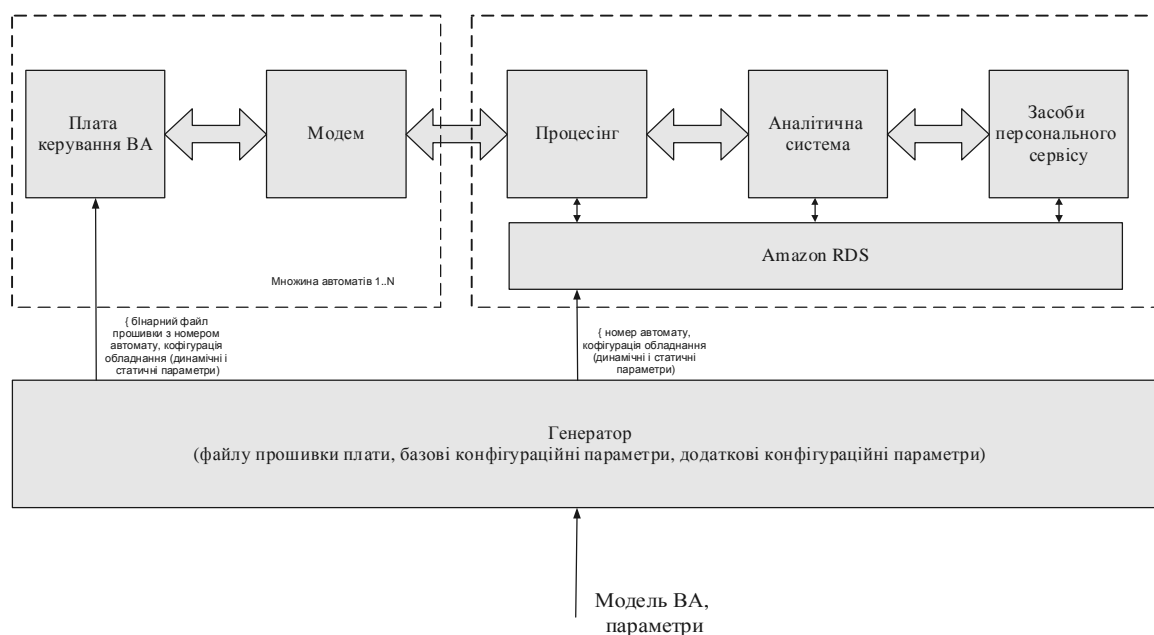 Плата
керування ВА
Модем
Процесінг
Аналітична
система
Засоби
персонального
сервісу
Amazon RDS
Множина автоматів 1..N
{ бІнарний файл
прошивки з номером
автомату, кофігурація
обладнання (динамічні і
статичні параметри)
{ номер автомату,
кофігурація обладнання
(динамічні і статичні
параметри)
Генератор
(файлу прошивки плати, базові конфігураційні параметри, додаткові конфігураційні параметри)
Модель ВА,
параметри